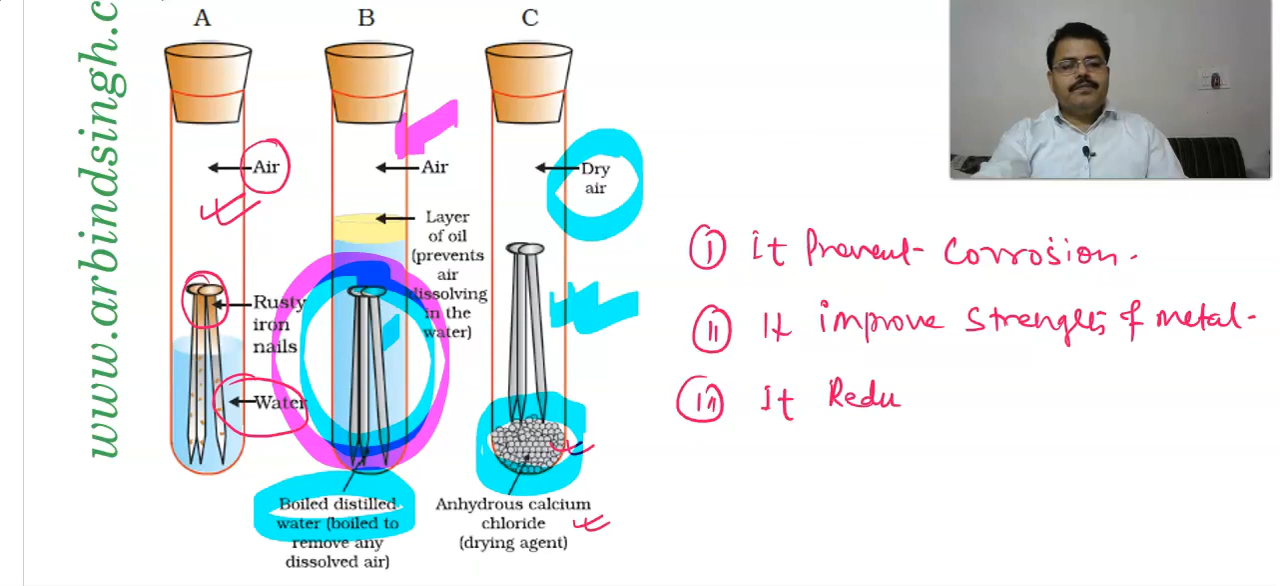 A
B
C
www.arbindsingh.c
Air
Air
Dry
air
Layer
of oil
(prevents
air
dissolving
in the
water)
Rusty
iron
nails
Water
Boiled distilled
water (boiled to
remove any
dissolved air)
Anhydrous calcium
chloride
(drying agent)
(i) It Prevent Corrosion.
(ii) It improve strength of metal.
(iii) It Redu